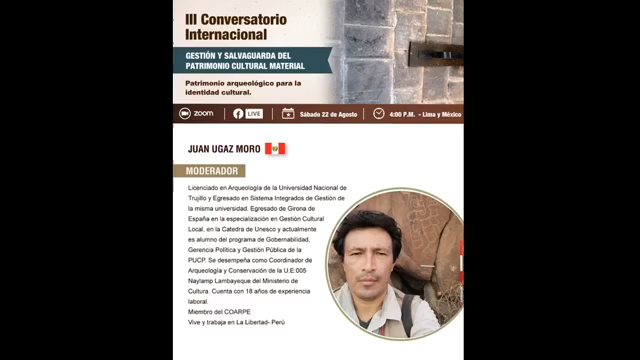 III Conversatorio
Internacional
GESTIÓN Y SALVAGUARDA DEL
PATRIMONIO CULTURAL MATERIAL
Patrimonio arqueológico para la
identidad cultural.
zoom
LIVE
Sábado 22 de Agosto
4:00 P.M. - Lima y México
JUAN UGAZ MORO
MODERADOR
Licenciado en Arqueología de la Universidad Nacional de
Trujillo y Egresado en Sistema Integrados de Gestión de
la misma universidad. Egresado de Girona de
España en la especialización en Gestión Cultural
Local, en la Catedra de Unesco y actualmente
es alumno del programa de Gobernabilidad,
Gerencia Política y Gestión Pública de la
PUCP. Se desempeña como Coordinador de
Arqueología y Conservación de la U.E:005
Naylamp Lambayeque del Ministerio de
Cultura. Cuenta con 18 años de experiencia
laboral.
Miembro del COARPE
Vive y trabaja en La Libertad- Perú